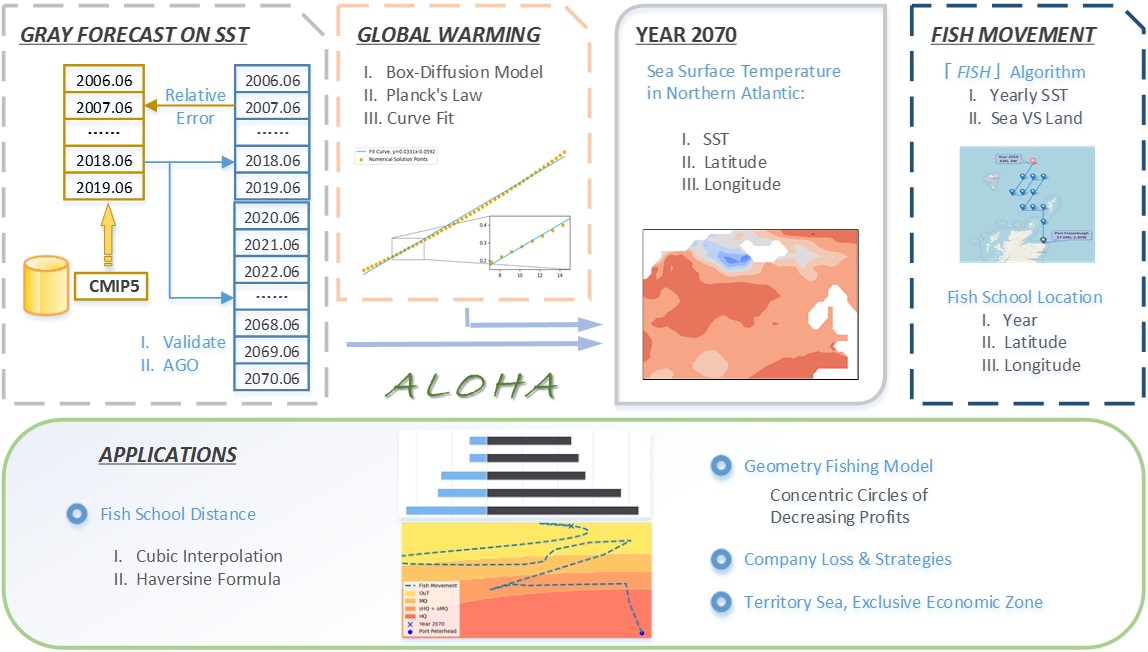 GRAY FORECAST ON SST
2006.06
2007.06
......
2018.06
2019.06
CMIP5
Relative
Error
2006.06
2007.06
......
2018.06
2019.06
2020.06
2021.06
2022.06
......
2068.06
2069.06
2070.06
I. Validate
II. AGO
GLOBAL WARMING
I. Box-Diffusion Model
II. Planck's Law
III. Curve Fit
Fit Curve, y=0.0331x-0.0592
Numerical Solution Points
0.4
0.3
0.2
8 10 12 14
ALOHA
YEAR 2070
Sea Surface Temperature
in Northern Atlantic:
I. SST
II. Latitude
III. Longitude
FISH MOVEMENT
「FISH」Algorithm
I. Yearly SST
II. Sea VS Land
Fish School Location
I. Year
II. Latitude
III. Longitude
APPLICATIONS
Fish School Distance
I. Cubic Interpolation
II. Haversine Formula
Fish Movement
OuT
MQ
oHQ + oMQ
HQ
Year 2070
Port Peterhead
Geometry Fishing Model
Concentric Circles of
Decreasing Profits
Company Loss & Strategies
Territory Sea, Exclusive Economic Zone